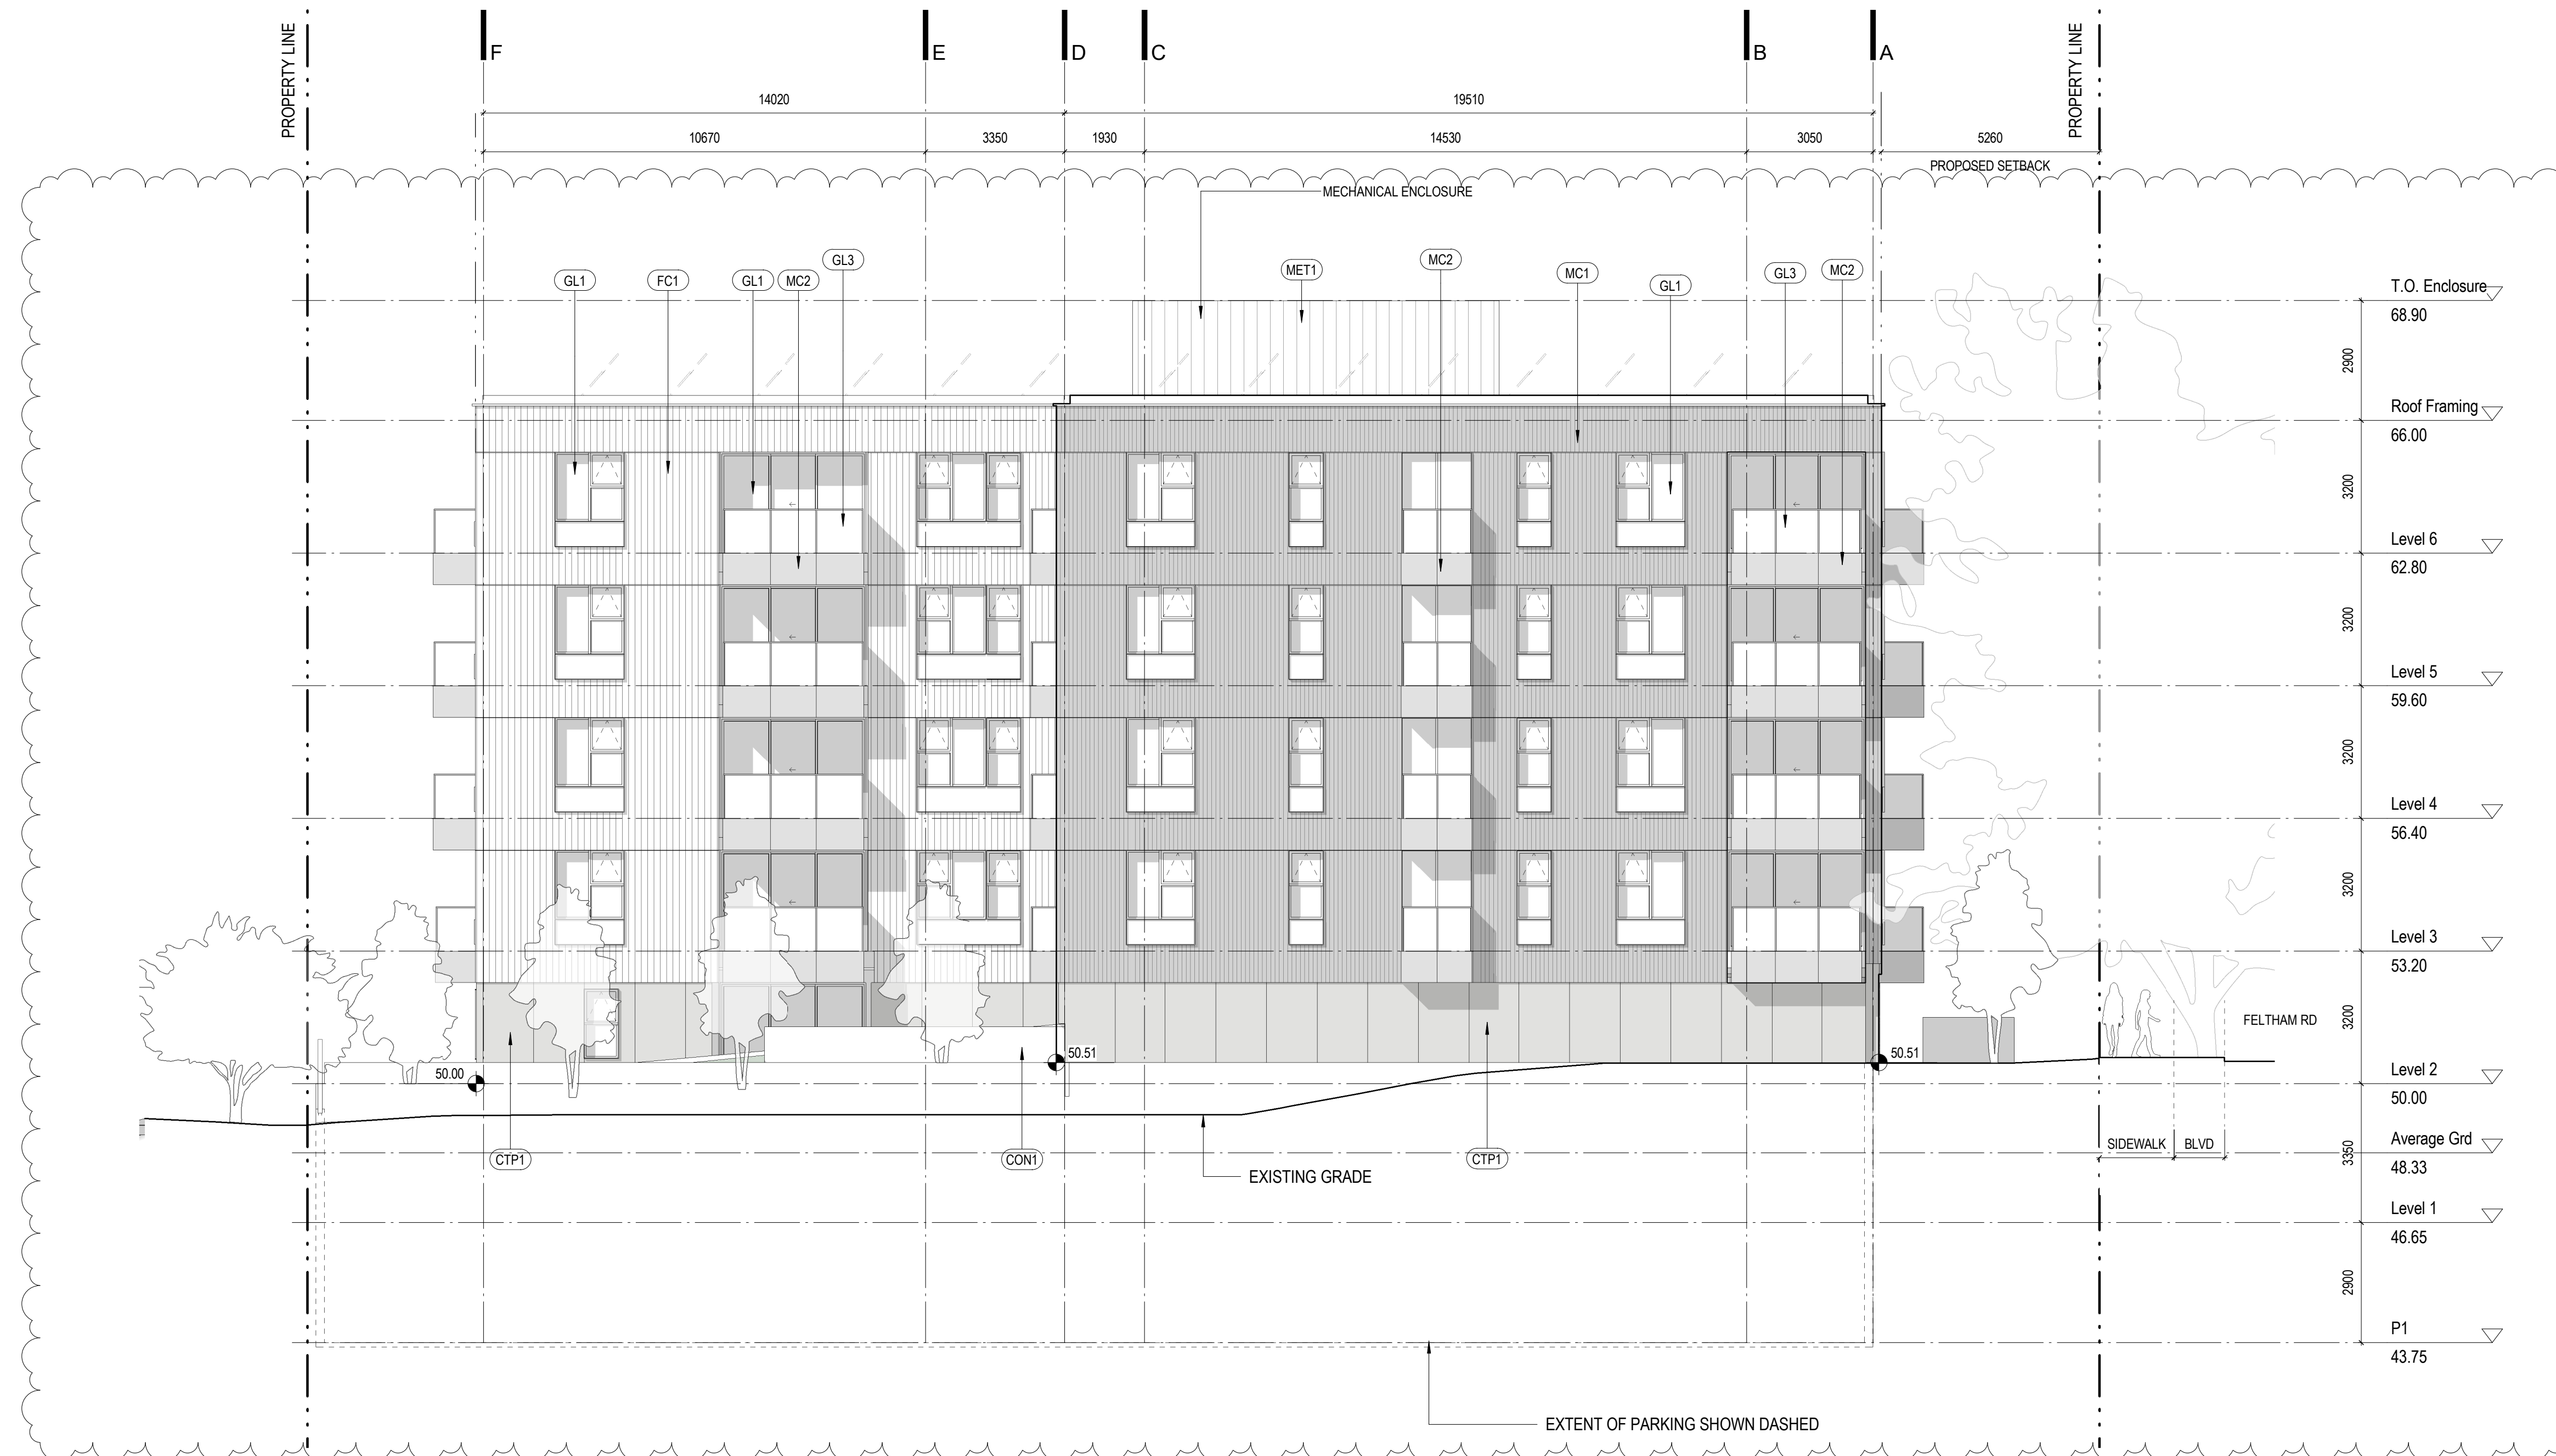 PROPERTY LINE
F
E
D
C
B
A
PROPERTY LINE
14020
19510
10670
3350
1930
14530
3050
5260
PROPOSED SETBACK
MECHANICAL ENCLOSURE
GL1
FC1
GL1
MC2
GL3
MET1
MC2
MC1
GL1
GL3
MC2
T.O. Enclosure
68.90
2900
Roof Framing
66.00
3200
Level 6
62.80
3200
Level 5
59.60
3200
Level 4
56.40
3200
Level 3
53.20
3200
FELTHAM RD
50.51
50.51
50.00
Level 2
50.00
CTP1
CON1
CTP1
SIDEWALK
BLVD
Average Grd
48.33
3350
EXISTING GRADE
Level 1
46.65
2900
P1
43.75
EXTENT OF PARKING SHOWN DASHED